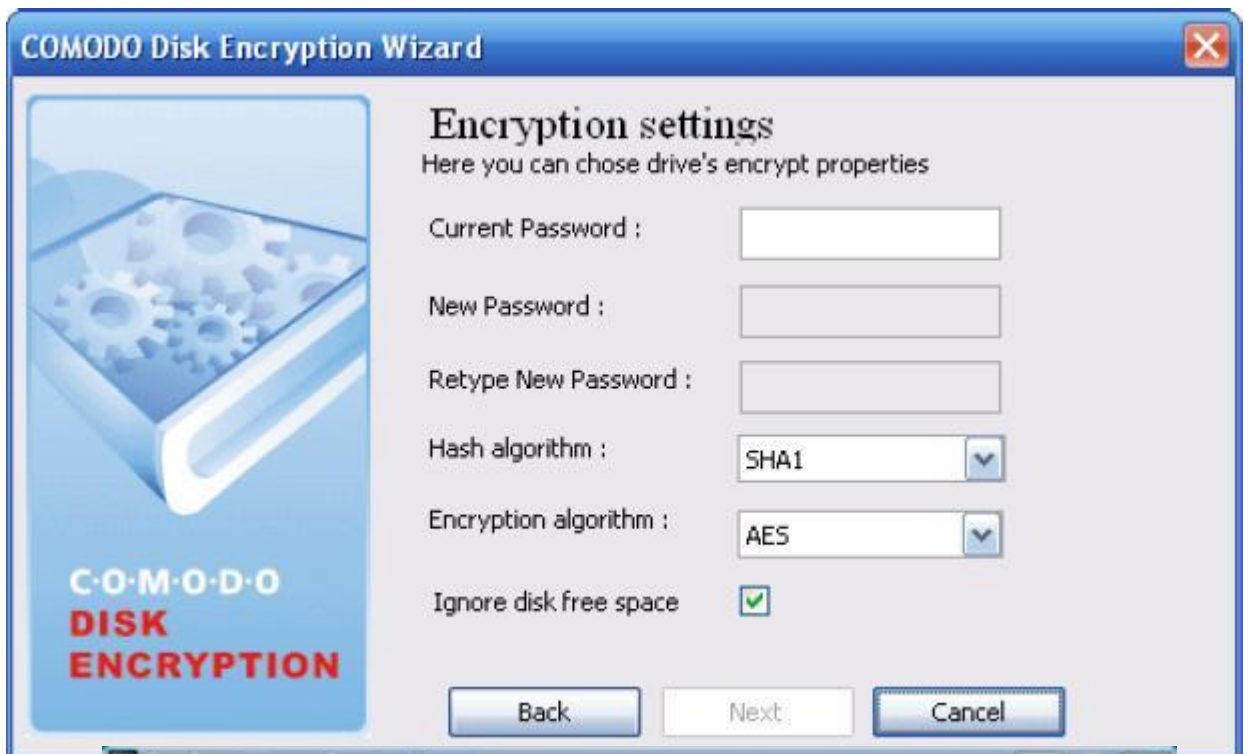 COMODO Disk Encryption Wizard
Encryption settings
Here you can chose drive's encrypt properties
Current Password :
New Password :
Retype New Password :
Hash algorithm :
SHA1
Encryption algorithm :
AES
Ignore disk free space
C·O·M·O·D·O
DISK
ENCRYPTION
Back
Next
Cancel